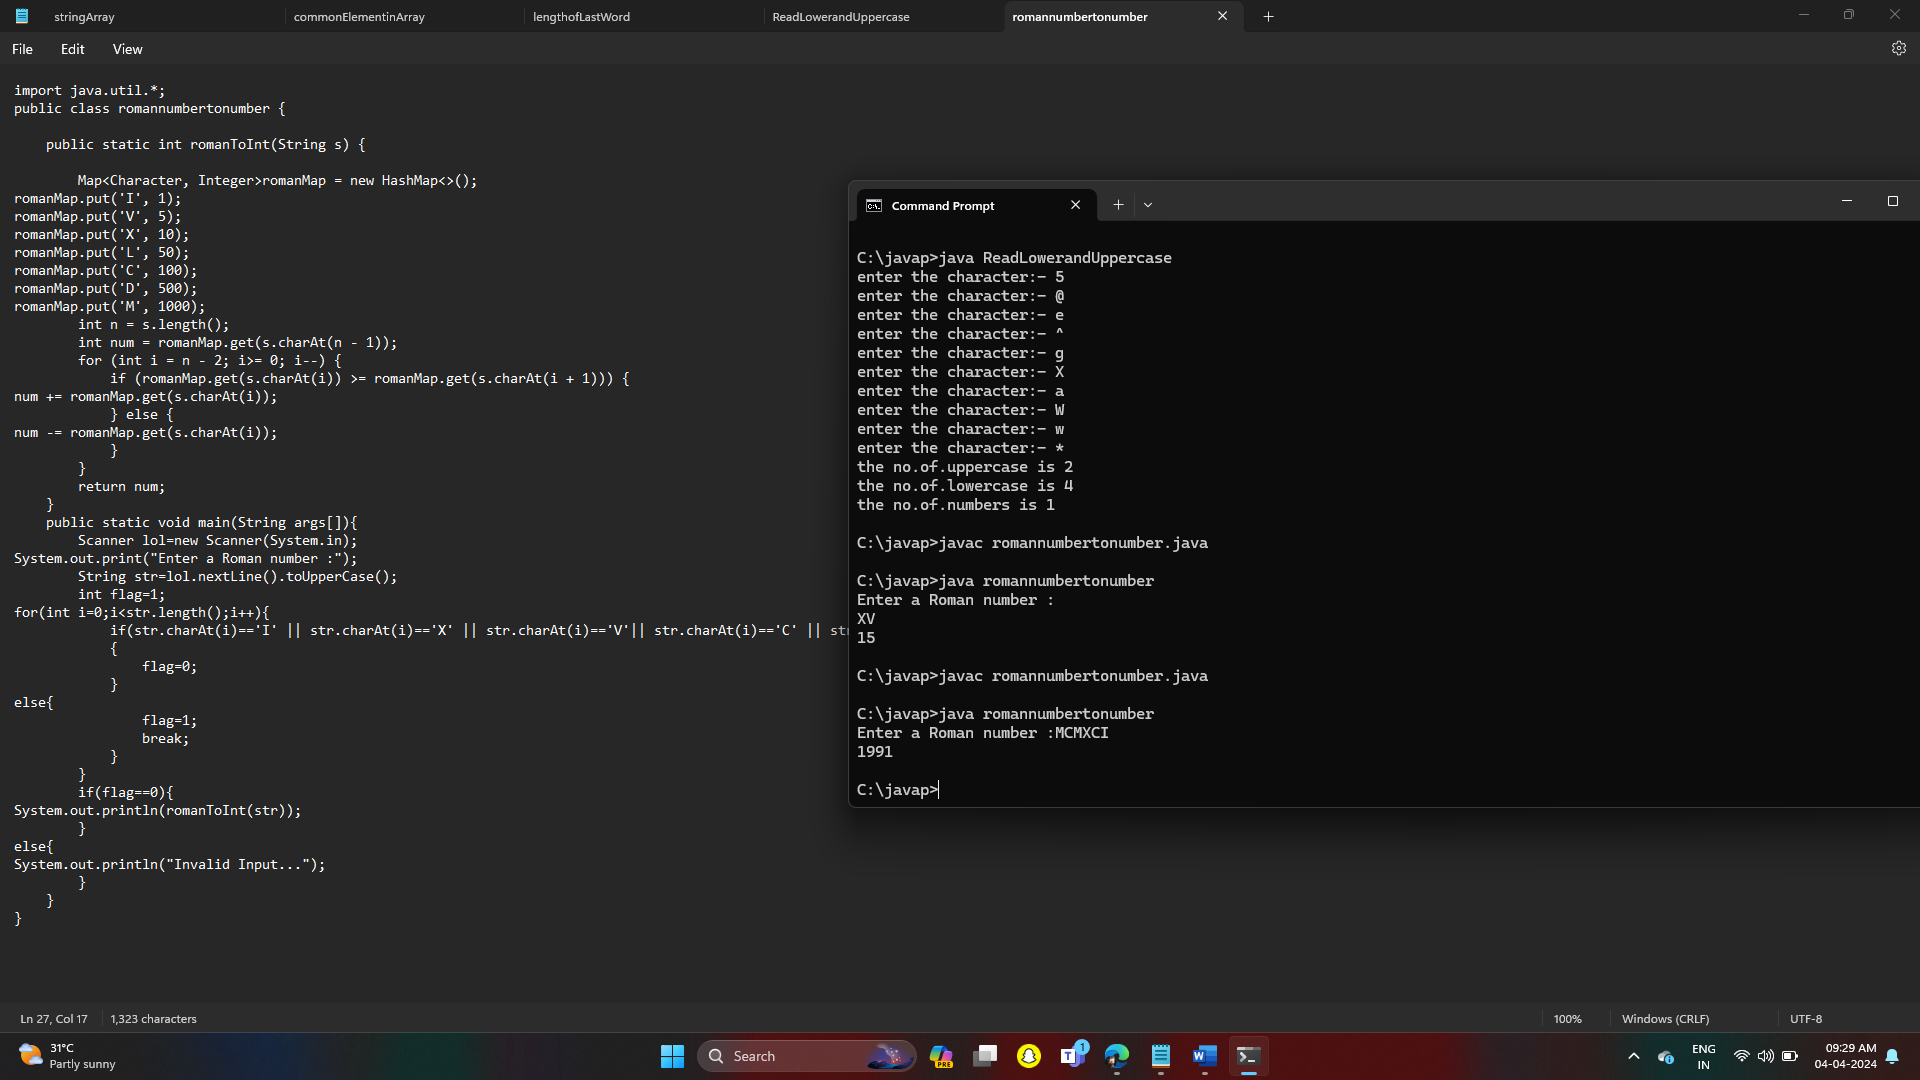 stringArray
commonElementinArray
lengthofLastWord
ReadLowerandUppercase
romannumbertonumber
File Edit View
import java.util.*;
public class romannumbertonumber {
public static int romanToInt(String s) {
Map<Character, Integer>romanMap = new HashMap<>();
romanMap.put('I', 1);
romanMap.put('V', 5);
romanMap.put('X', 10);
romanMap.put('L', 50);
romanMap.put('C', 100);
romanMap.put('D', 500);
romanMap.put('M', 1000);
int n = s.length();
int num = romanMap.get(s.charAt(n - 1));
for (int i = n - 2; i>= 0; i--) {
if (romanMap.get(s.charAt(i)) >= romanMap.get(s.charAt(i + 1))) {
num += romanMap.get(s.charAt(i));
} else {
num -= romanMap.get(s.charAt(i));
}
}
return num;
}
public static void main(String args[]){
Scanner lol=new Scanner(System.in);
System.out.print("Enter a Roman number :");
String str=lol.nextLine().toUpperCase();
int flag=1;
for(int i=0;i<str.length();i++){
if(str.charAt(i)=='I' || str.charAt(i)=='X' || str.charAt(i)=='V'|| str.charAt(i)=='C' || str
{
flag=0;
}
else{
flag=1;
break;
}
}
if(flag==0){
System.out.println(romanToInt(str));
}
else{
System.out.println("Invalid Input...");
}
}
}
Command Prompt
C:\javap>java ReadLowerandUppercase
enter the character:- 5
enter the character:- @
enter the character:- e
enter the character:- ^
enter the character:- g
enter the character:- X
enter the character:- a
enter the character:- W
enter the character:- w
enter the character:- *
the no.of.uppercase is 2
the no.of.lowercase is 4
the no.of.numbers is 1
C:\javap>javac romannumbertonumber.java
C:\javap>java romannumbertonumber
Enter a Roman number :
XV
15
C:\javap>javac romannumbertonumber.java
C:\javap>java romannumbertonumber
Enter a Roman number :MCMXCI
1991
C:\javap>
Ln 27, Col 17 1,323 characters
100% Windows (CRLF) UTF-8
31°C
Partly sunny
Search
PRE
1
ENG
IN
09:29 AM
04-04-2024